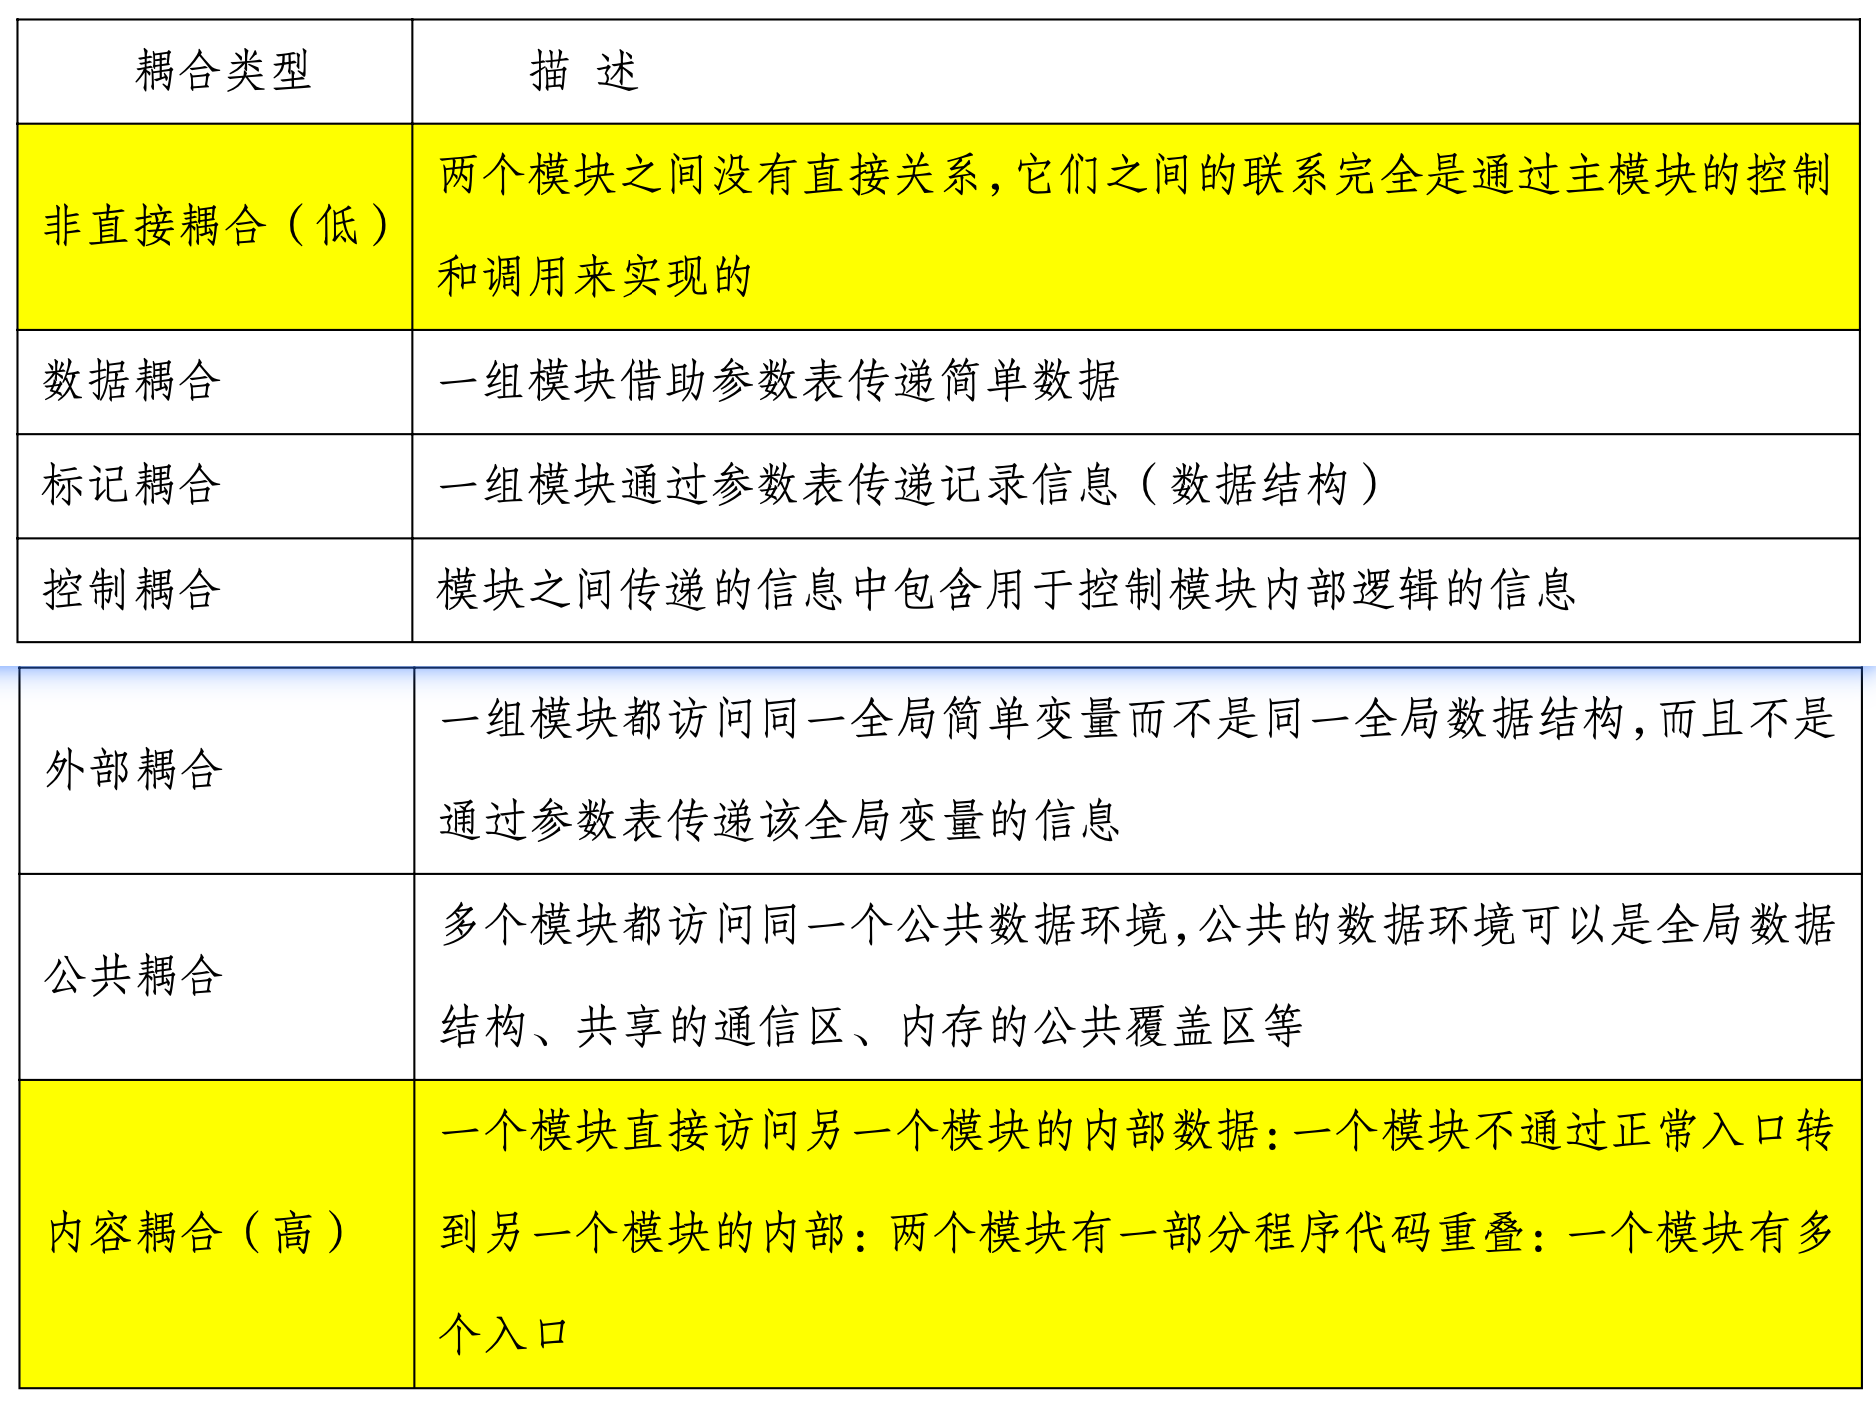 耦合类型
描 述
非直接耦合（低）
两个模块之间没有直接关系，它们之间的联系完全是通过主模块的控制
和调用来实现的
数据耦合
一组模块借助参数表传递简单数据
标记耦合
一组模块通过参数表传递记录信息（数据结构）
控制耦合
模块之间传递的信息中包含用于控制模块内部逻辑的信息
外部耦合
一组模块都访问同一全局简单变量而不是同一全局数据结构，而且不是
通过参数表传递该全局变量的信息
公共耦合
多个模块都访问同一个公共数据环境，公共的数据环境可以是全局数据
结构、共享的通信区、内存的公共覆盖区等
内容耦合（高）
一个模块直接访问另一个模块的内部数据：一个模块不通过正常入口转
到另一个模块的内部：两个模块有一部分程序代码重叠：一个模块有多
个入口